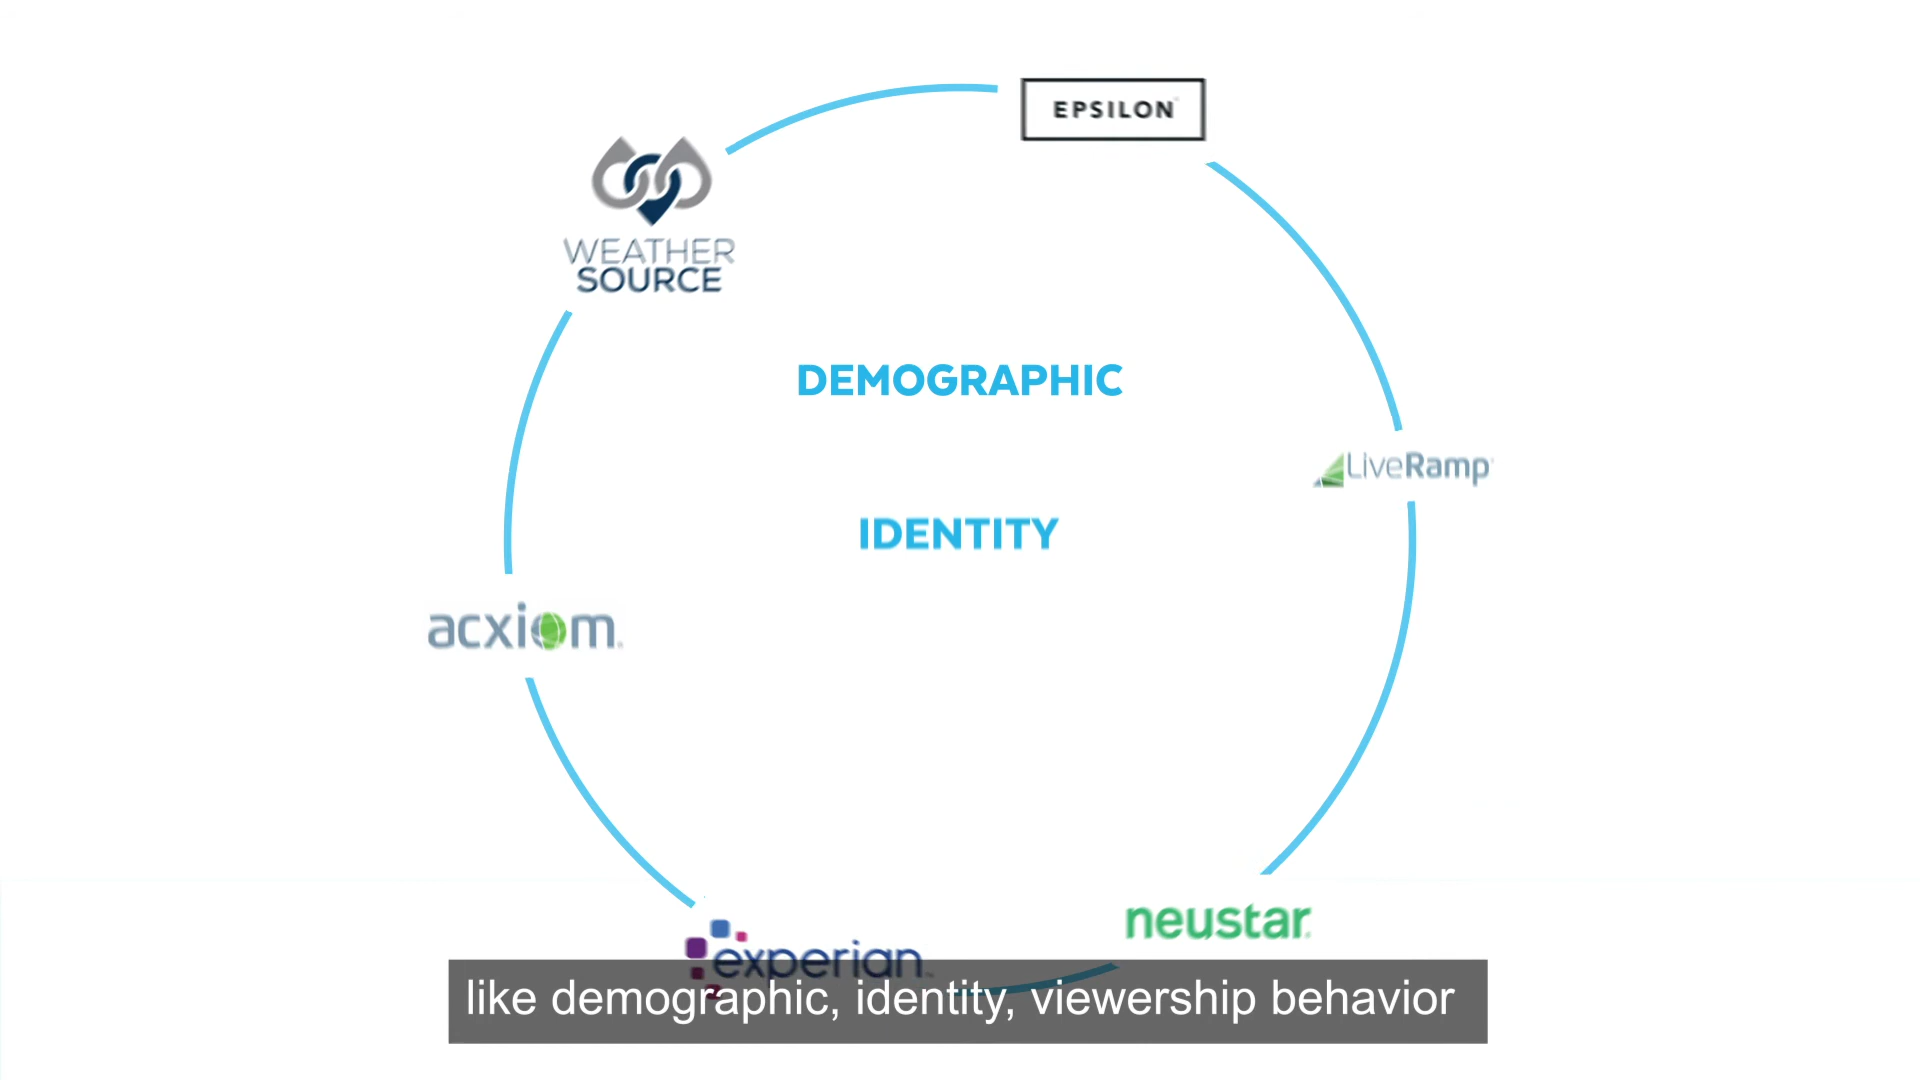 EPSILON
WEATHER
SOURCE
DEMOGRAPHIC
LiveRamp
IDENTITY
acxiom
neustar
experian
like demographic, identity, viewership behavior